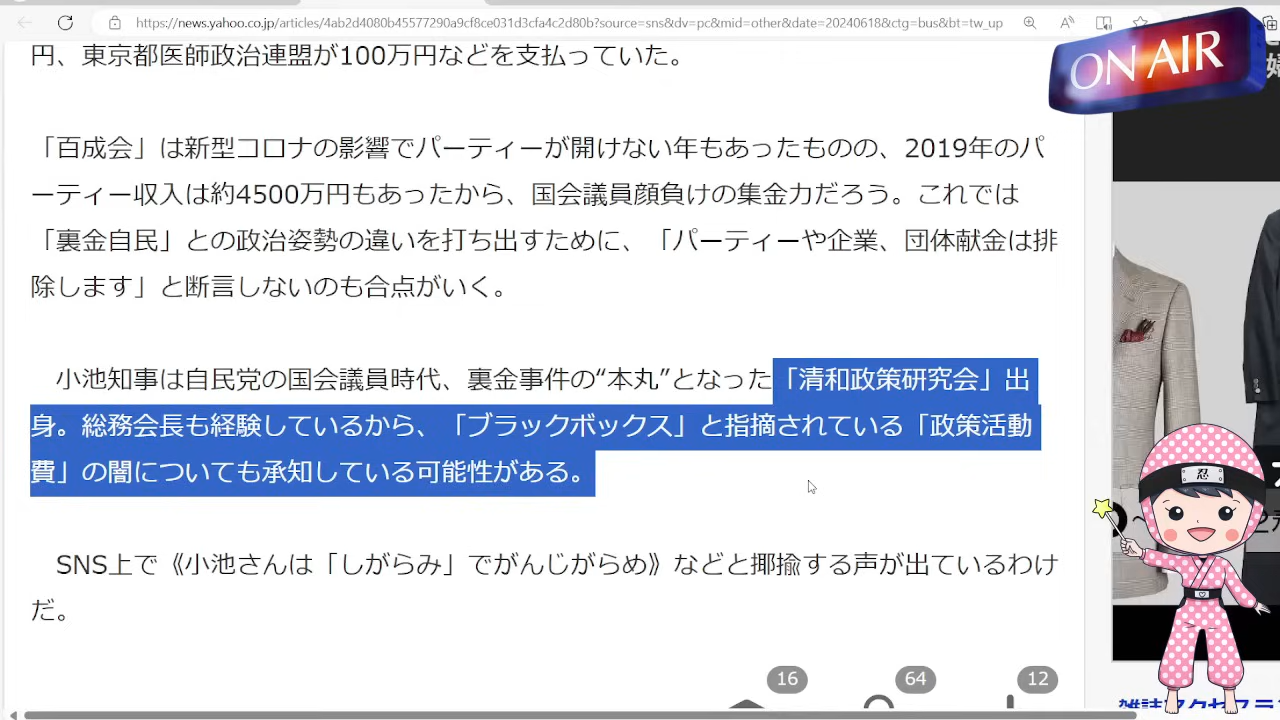 https://news.yahoo.co.jp/articles/4ab2d4080b45577290a9cf8ce031d3cfa4c2d80b?source=sns&dv=pc&mid=other&date=20240618&ctg=bus&bt=tw_up
ON AIR
円、東京都医師政治連盟が100万円などを支払っていた。
「百成会」は新型コロナの影響でパーティーが開けない年もあったものの、2019年のパ
ーティー収入は約4500万円もあったから、国会議員顔負けの集金力だろう。これでは
「裏金自民」との政治姿勢の違いを打ち出すために、「パーティーや企業、団体献金は排
除します」と断言しないのも合点がいく。
小池知事は自民党の国会議員時代、裏金事件の“本丸”となった「清和政策研究会」出
身。総務会長も経験しているから、「ブラックボックス」と指摘されている「政策活動
費」の闇についても承知している可能性がある。
忍
SNS上で《小池さんは「しがらみ」でがんじがらめ》などと揶揄する声が出ているわけ
だ。
16
64
12